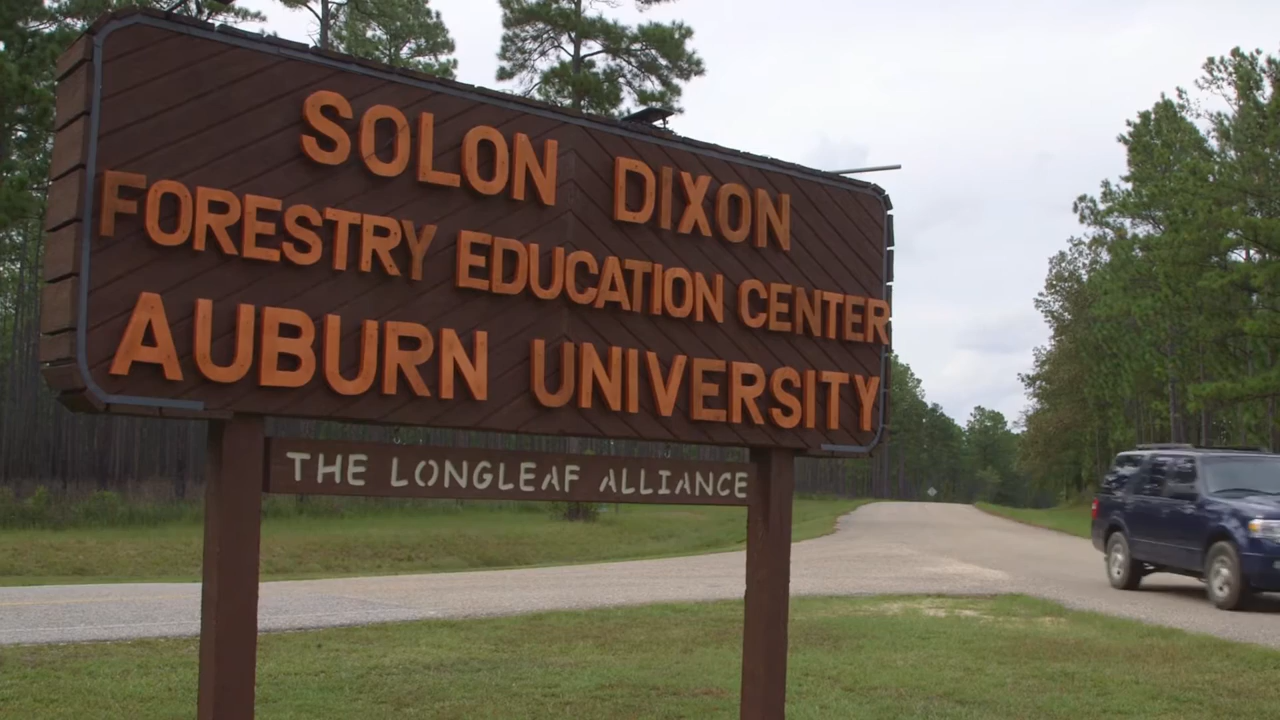 SOLON DIXON
FORESTRY EDUCATION CENTER
AUBURN UNIVERSITY
THE LONGLEAF ALLIANCE